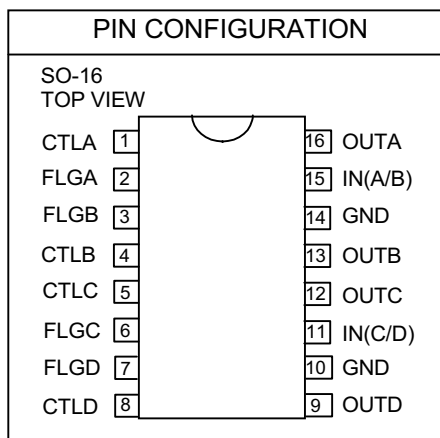 PIN CONFIGURATION
SO-16
TOP VIEW
CTLA 1 16 OUTA
FLGA 2 15 IN(A/B)
FLGB 3 14 GND
CTLB 4 13 OUTB
CTLC 5 12 OUTC
FLGC 6 11 IN(C/D)
FLGD 7 10 GND
CTLD 8 9 OUTD